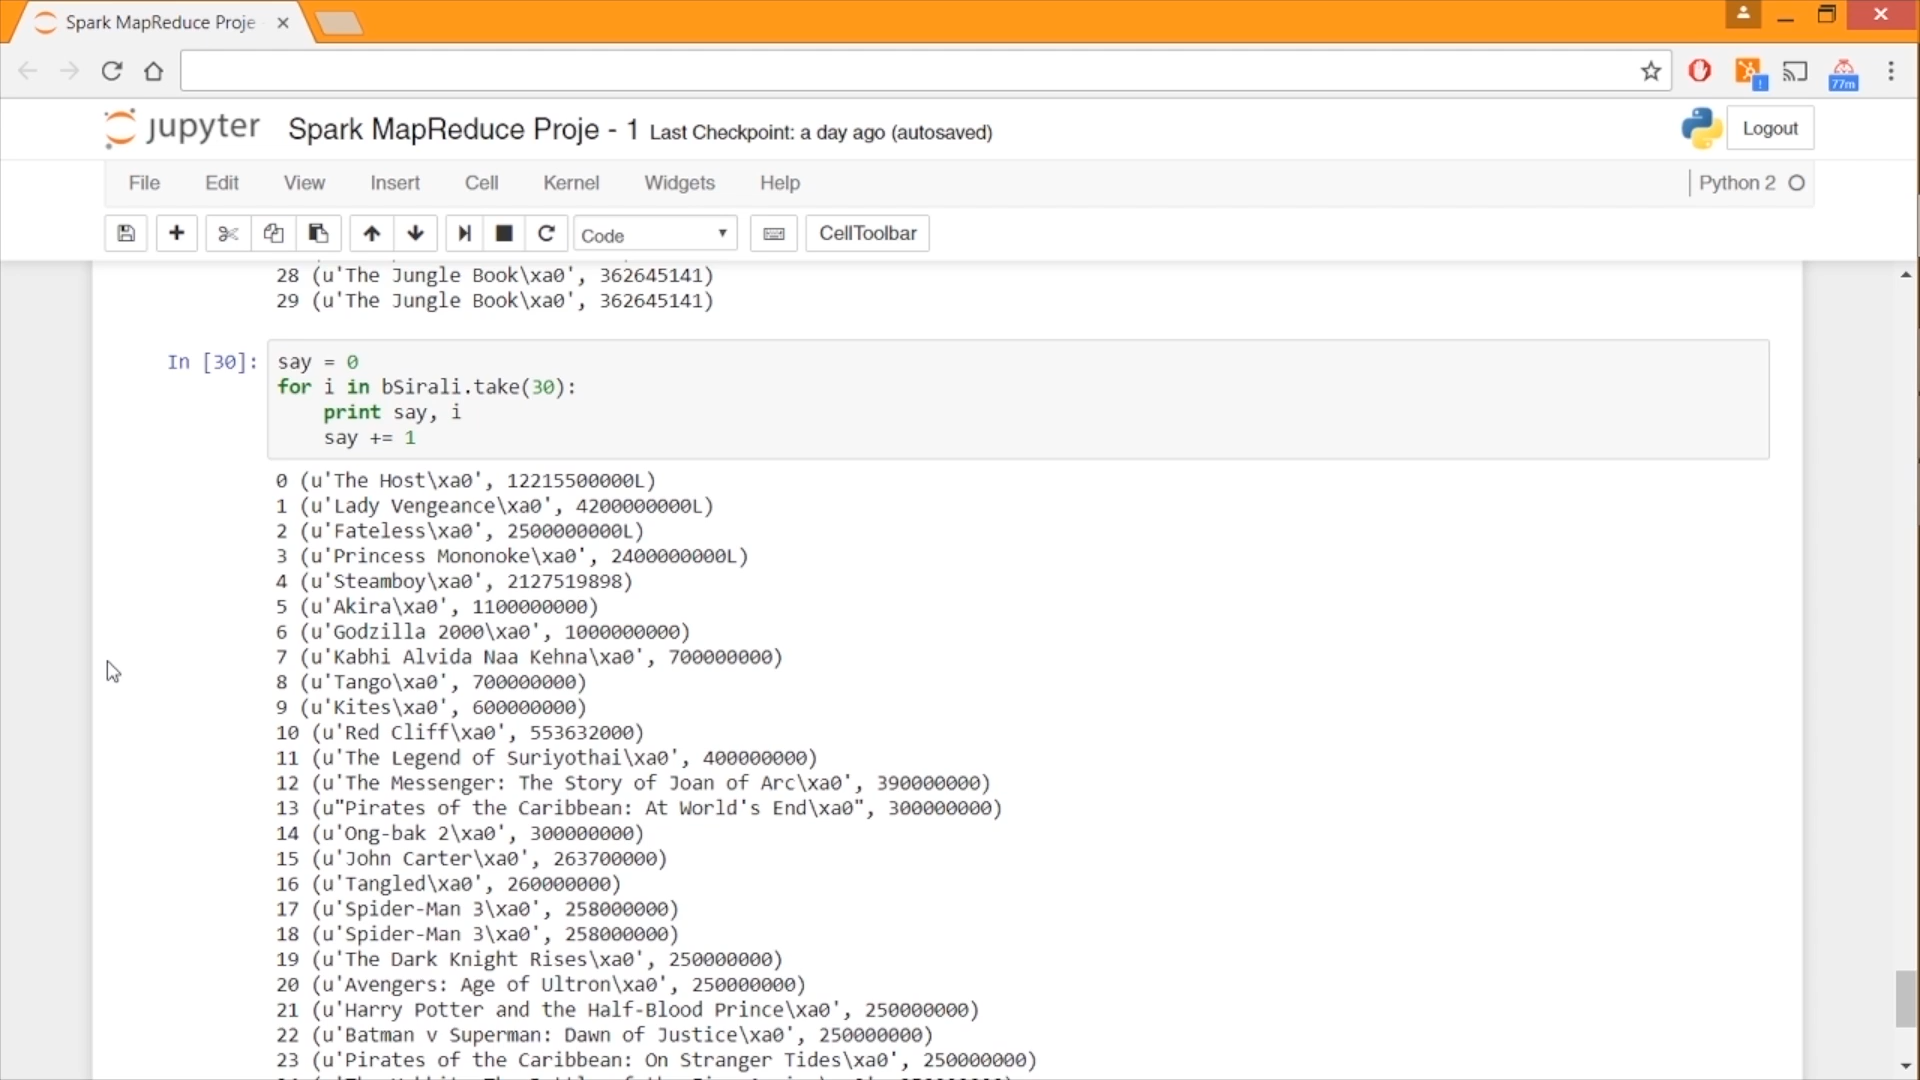 Spark MapReduce Proje
77m
jupyter Spark MapReduce Proje - 1 Last Checkpoint: a day ago (autosaved)
Logout
File Edit View Insert Cell Kernel Widgets Help
Python 2
Code
CellToolbar
28 (u'The Jungle Book\xa0', 362645141)
29 (u'The Jungle Book\xa0', 362645141)
In [30]: say = 0
for i in bSirali.take(30):
    print say, i
    say += 1
0 (u'The Host\xa0', 12215500000L)
1 (u'Lady Vengeance\xa0', 4200000000L)
2 (u'Fateless\xa0', 2500000000L)
3 (u'Princess Mononoke\xa0', 2400000000L)
4 (u'Steamboy\xa0', 2127519898)
5 (u'Akira\xa0', 1100000000)
6 (u'Godzilla 2000\xa0', 1000000000)
7 (u'Kabhi Alvida Naa Kehna\xa0', 700000000)
8 (u'Tango\xa0', 700000000)
9 (u'Kites\xa0', 600000000)
10 (u'Red Cliff\xa0', 553632000)
11 (u'The Legend of Suriyothai\xa0', 400000000)
12 (u'The Messenger: The Story of Joan of Arc\xa0', 390000000)
13 (u"Pirates of the Caribbean: At World's End\xa0", 300000000)
14 (u'Ong-bak 2\xa0', 300000000)
15 (u'John Carter\xa0', 263700000)
16 (u'Tangled\xa0', 260000000)
17 (u'Spider-Man 3\xa0', 258000000)
18 (u'Spider-Man 3\xa0', 258000000)
19 (u'The Dark Knight Rises\xa0', 250000000)
20 (u'Avengers: Age of Ultron\xa0', 250000000)
21 (u'Harry Potter and the Half-Blood Prince\xa0', 250000000)
22 (u'Batman v Superman: Dawn of Justice\xa0', 250000000)
23 (u'Pirates of the Caribbean: On Stranger Tides\xa0', 250000000)